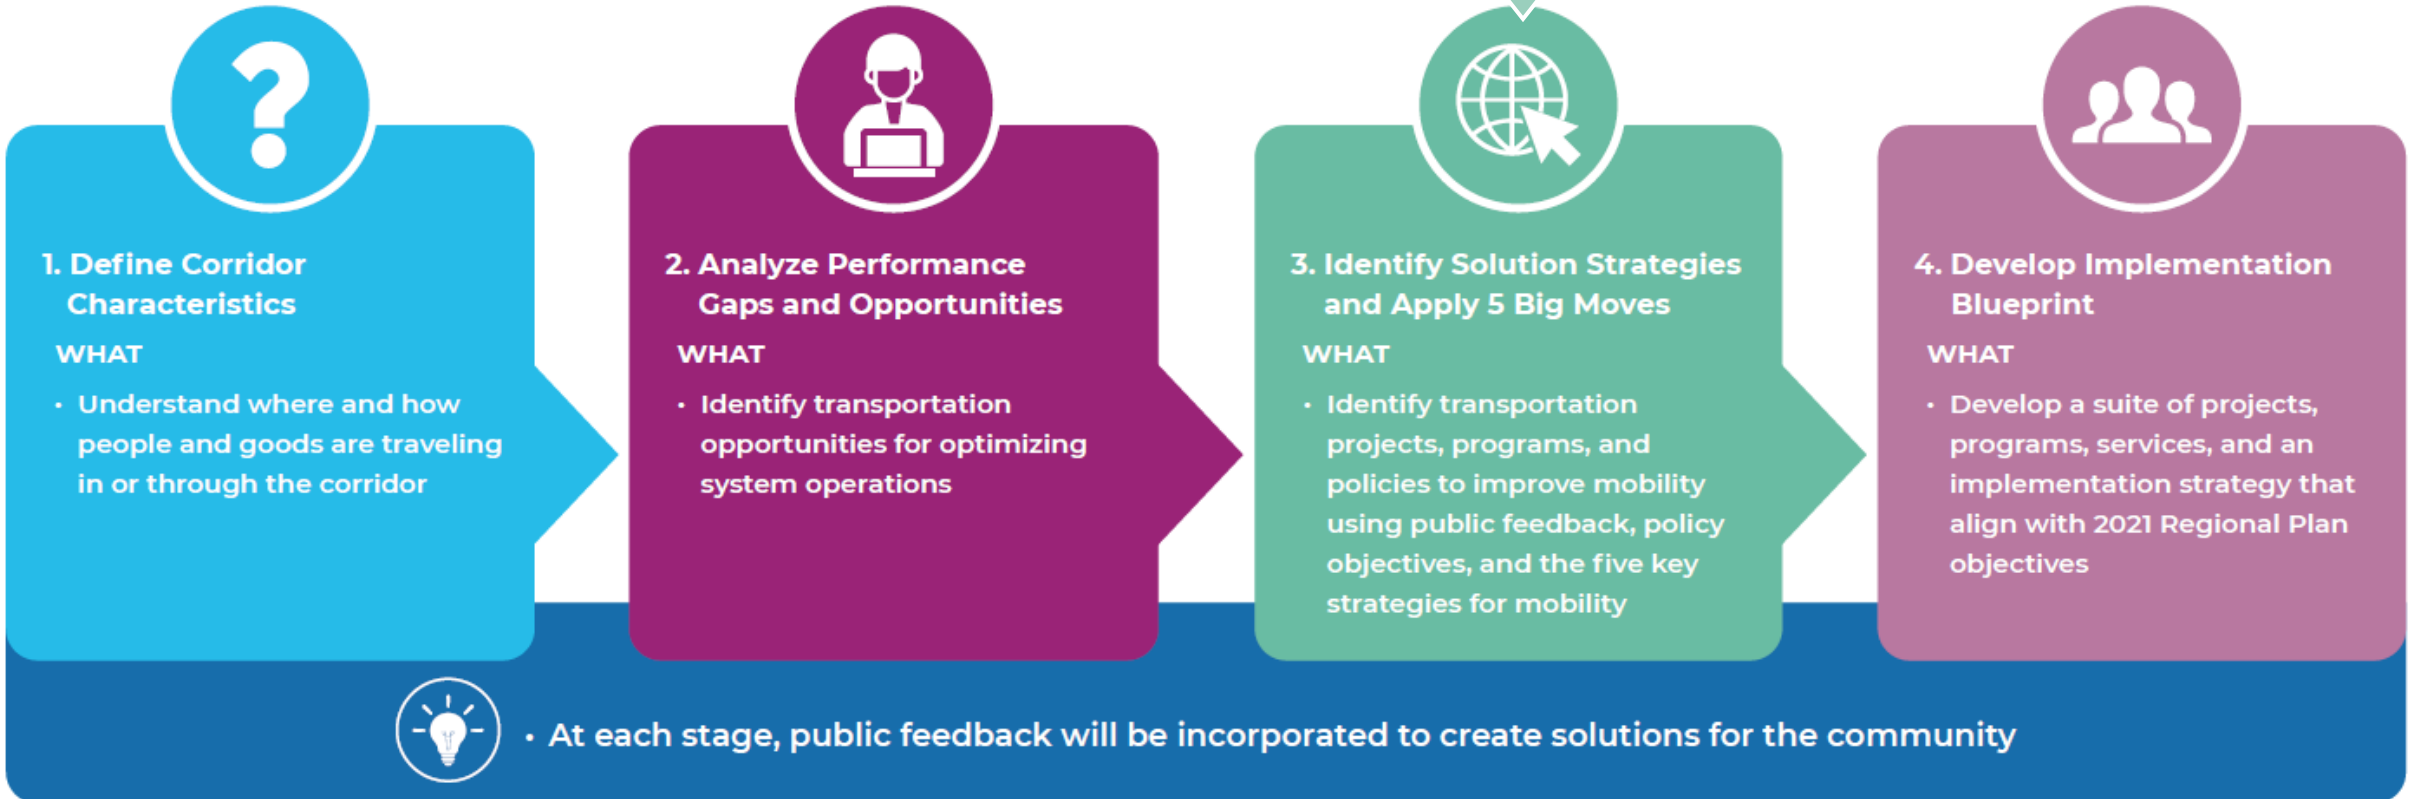 1. Define Corridor
Characteristics
WHAT
• Understand where and how
people and goods are traveling
in or through the corridor
2. Analyze Performance
Gaps and Opportunities
WHAT
• Identify transportation
opportunities for optimizing
system operations
3. Identify Solution Strategies
and Apply 5 Big Moves
WHAT
• Identify transportation
projects, programs, and
policies to improve mobility
using public feedback, policy
objectives, and the five key
strategies for mobility
4. Develop Implementation
Blueprint
WHAT
• Develop a suite of projects,
programs, services, and an
implementation strategy that
align with 2021 Regional Plan
objectives
• At each stage, public feedback will be incorporated to create solutions for the community